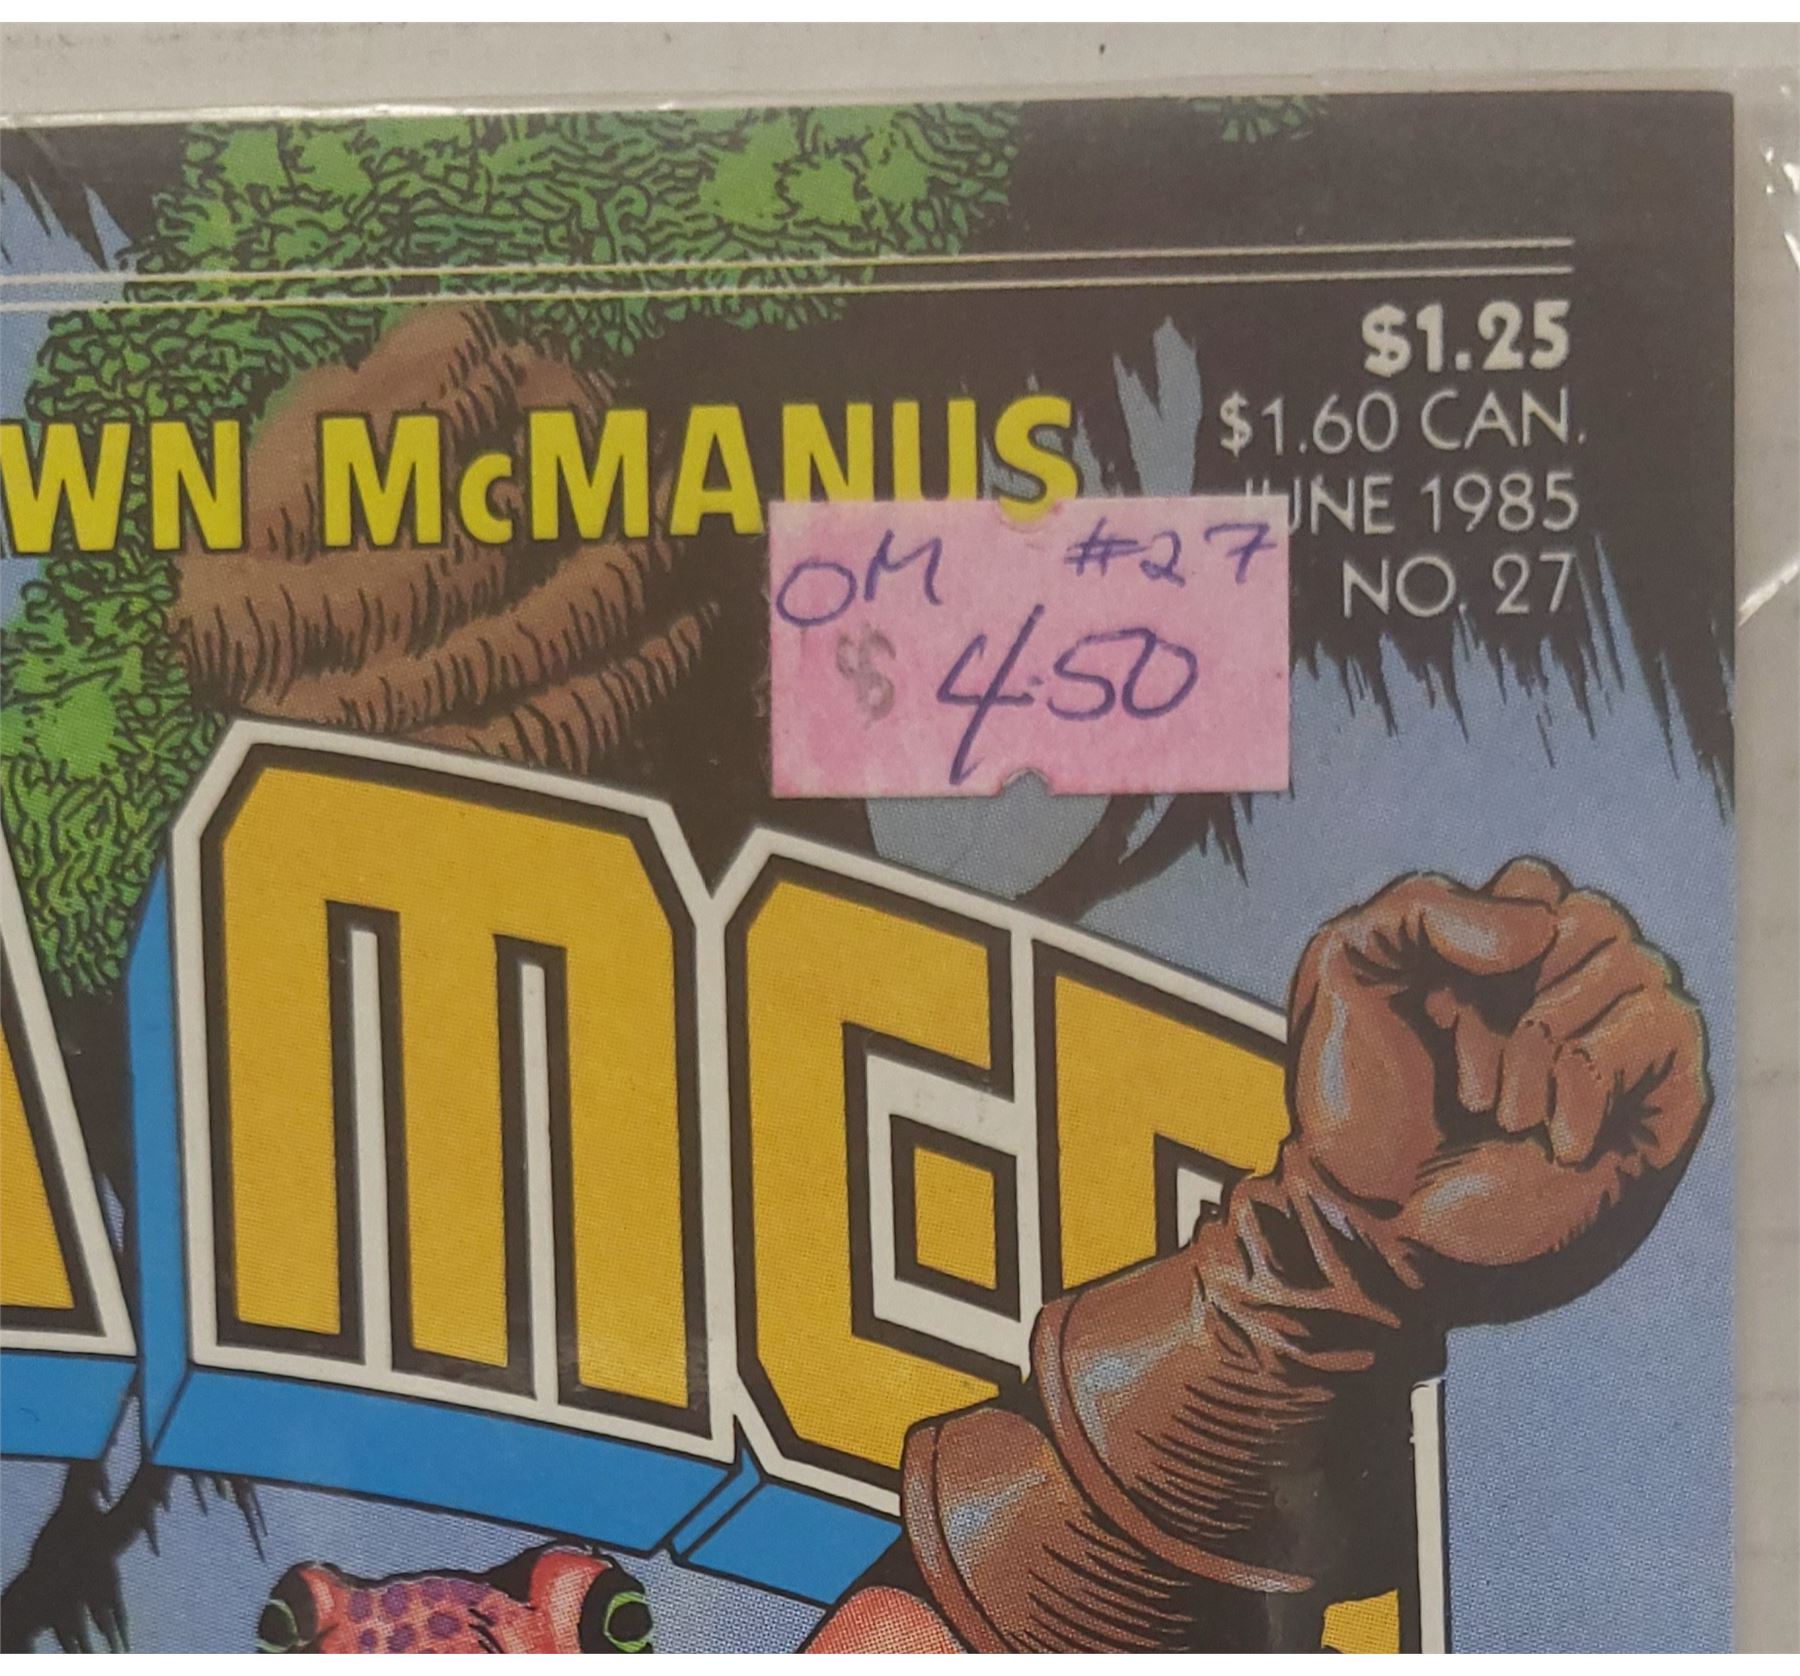 $1.25
$1.60 CAN.
WN McMANUS
UNE 1985
NO. 27
OM #27
$ 4.50